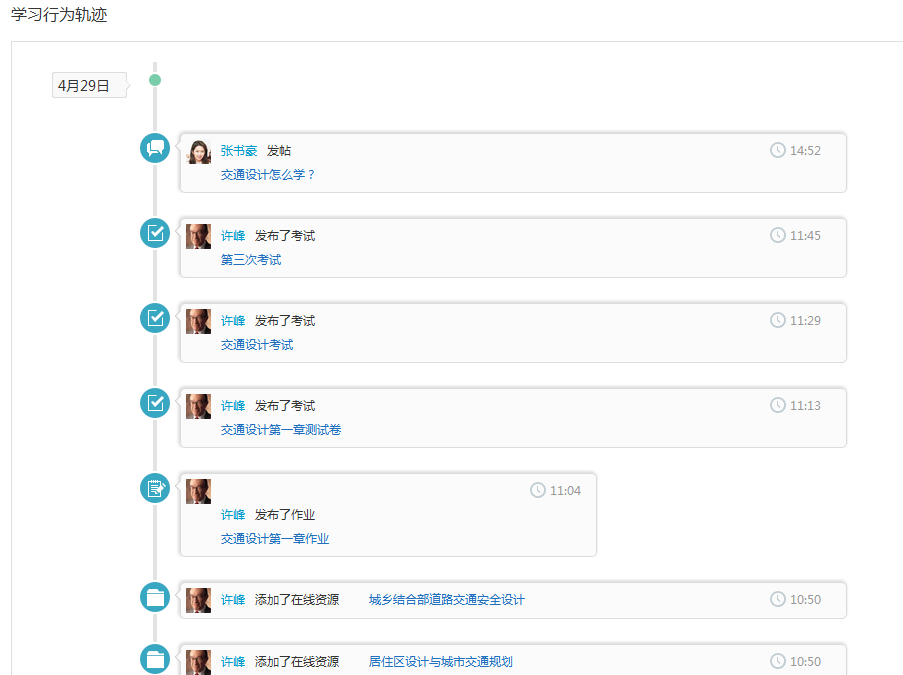 学习行为轨迹
4月29日
张书豪 发帖 14:52
交通设计怎么学？
许峰 发布了考试 11:45
第三次考试
许峰 发布了考试 11:29
交通设计考试
许峰 发布了考试 11:13
交通设计第一章测试卷
11:04
许峰 发布了作业
交通设计第一章作业
许峰 添加了在线资源 城乡结合部道路交通安全设计 10:50
许峰 添加了在线资源 居住区设计与城市交通规划 10:50